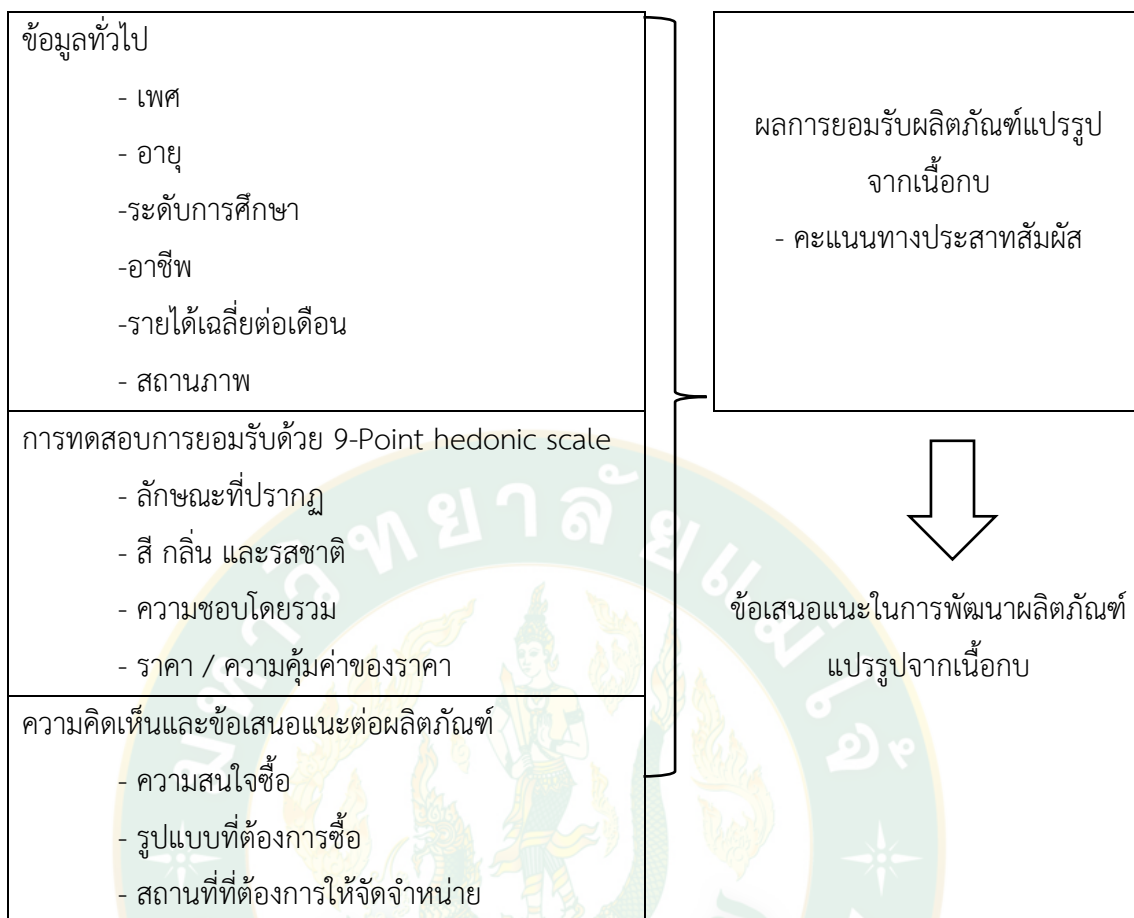 ข้อมูลทั่วไป
- เพศ
- อายุ
-ระดับการศึกษา
-อาชีพ
-รายได้เฉลี่ยต่อเดือน
- สถานภาพ
การทดสอบการยอมรับด้วย 9-Point hedonic scale
- ลักษณะที่ปรากฏ
- สี กลิ่น และรสชาติ
- ความชอบโดยรวม
- ราคา / ความคุ้มค่าของราคา
ความคิดเห็นและข้อเสนอแนะต่อผลิตภัณฑ์
- ความสนใจซื้อ
- รูปแบบที่ต้องการซื้อ
- สถานที่ที่ต้องการให้จัดจำหน่าย
ผลการยอมรับผลิตภัณฑ์แปรรูป
จากเนื้อกบ
- คะแนนทางประสาทสัมผัส
ข้อเสนอแนะในการพัฒนาผลิตภัณฑ์
แปรรูปจากเนื้อกบ
มหาวิทยาลัยแม่โจ้